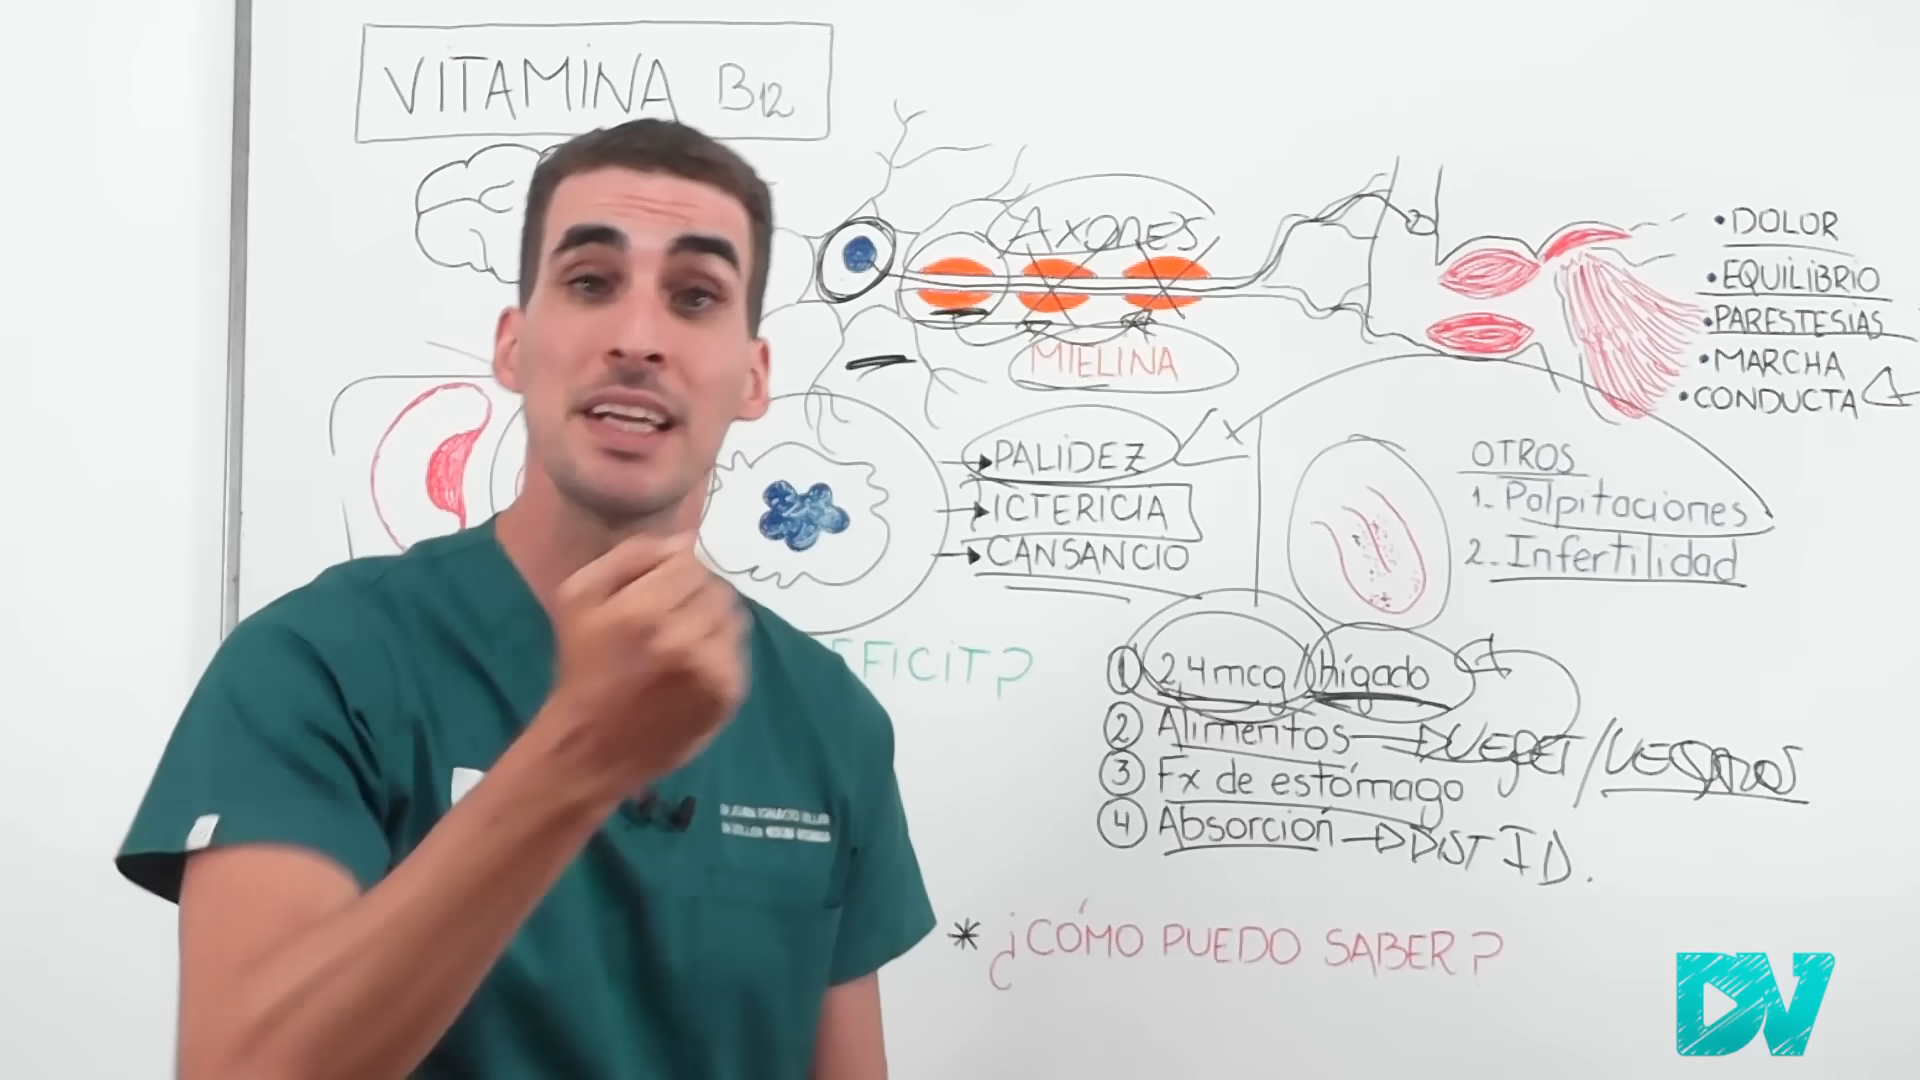 VITAMINA B12
AXONES
MIELINA
• DOLOR
• EQUILIBRIO
• PARESTESIAS
• MARCHA
• CONDUCTA
PALIDEZ
ICTERICIA
CANSANCIO
OTROS
1. Palpitaciones
2. Infertilidad
EFICIT?
① 2,4 mcg/hígado
② Alimentos
③ Fx de estómago
④ Absorción
* ¿CÓMO PUEDO SABER?
DV